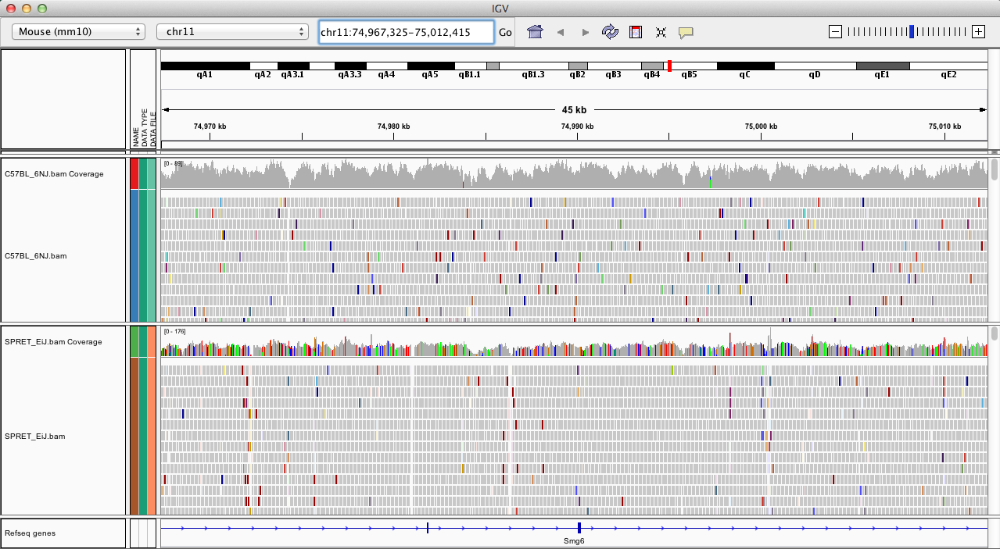 IGV
Mouse (mm10) chr11 chr11:74,967,325-75,012,415 Go
qA1 qA2 qA3.1 qA3.3 qA4 qA5 qB1.1 qB1.3 qB2 qB3 qB4 qB5 qC qD qE1 qE2
45 kb
74,970 kb 74,980 kb 74,990 kb 75,000 kb 75,010 kb
NAME
DATA TYPE
DATA FILE
[0 - 89]
C57BL_6NJ.bam Coverage
C57BL_6NJ.bam
[0 - 176]
SPRET_EiJ.bam Coverage
SPRET_EiJ.bam
Refseq genes
Smg6